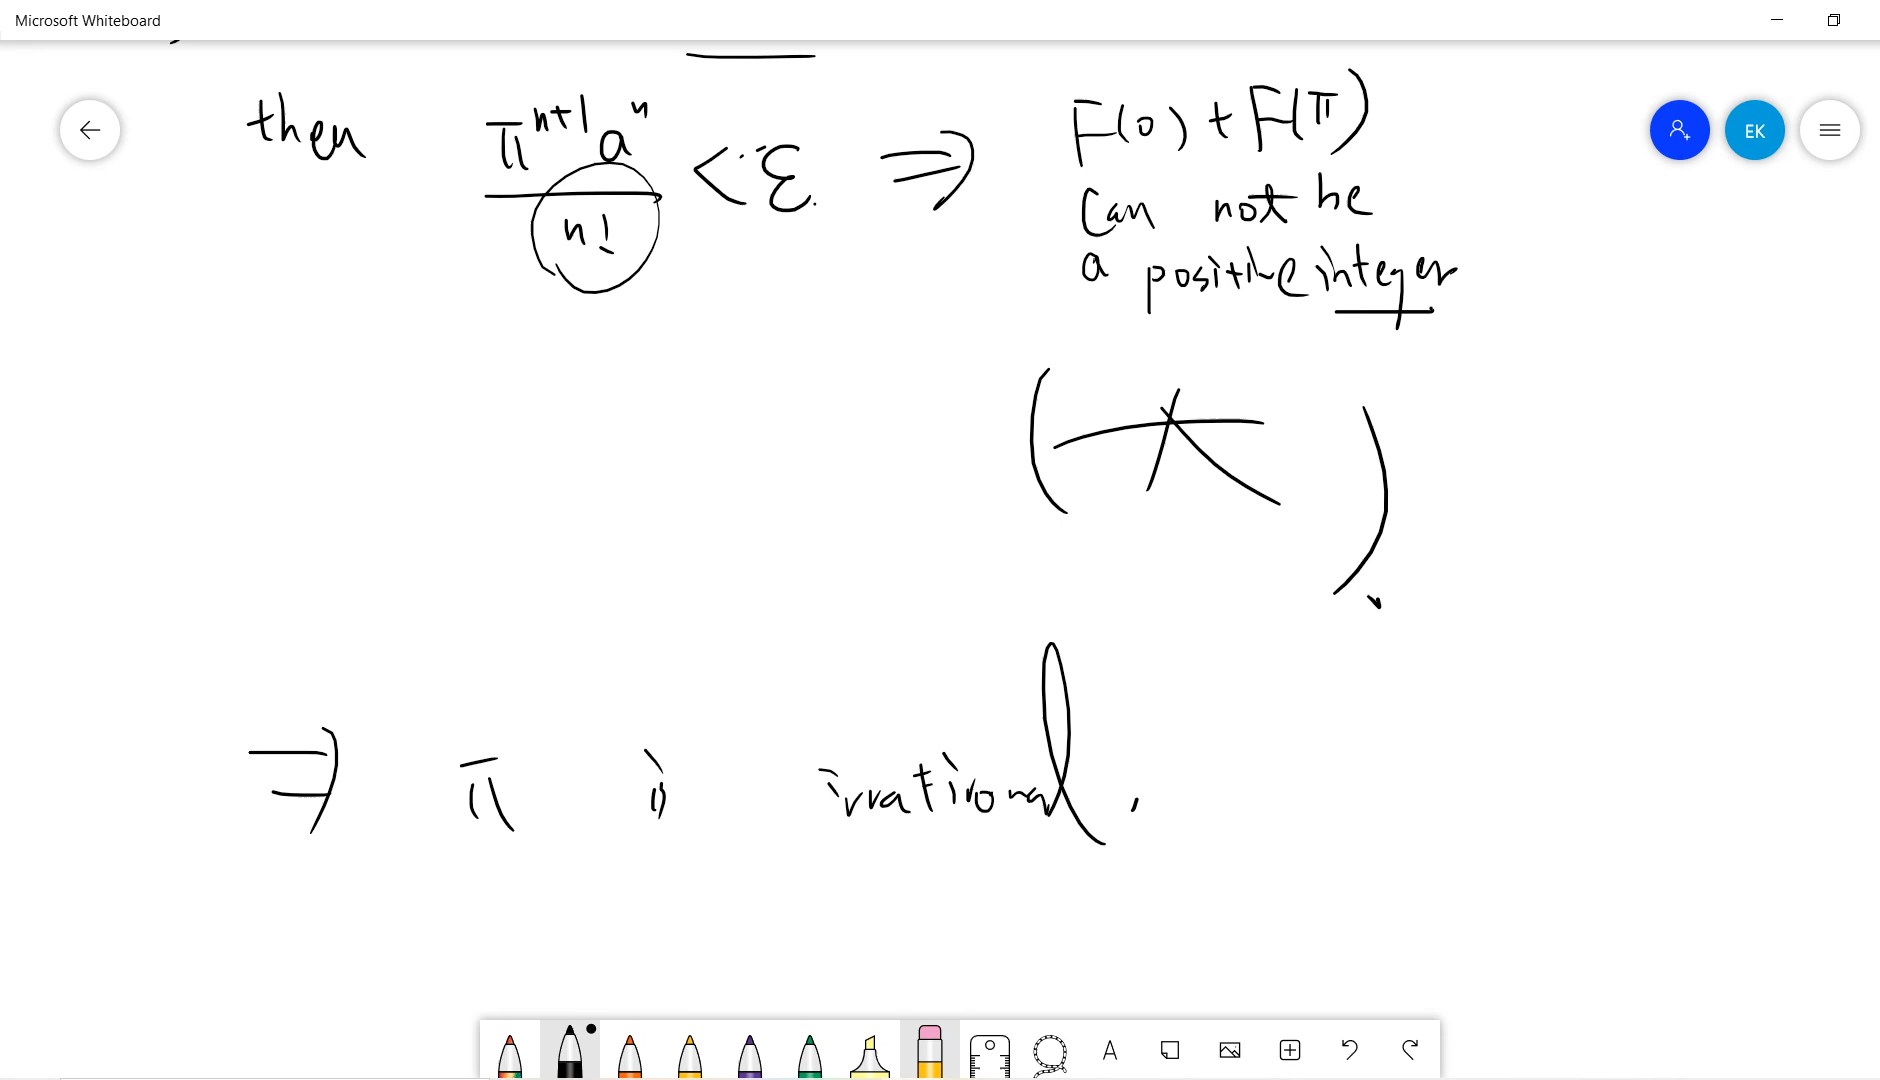 Microsoft Whiteboard
then π^{n+1} a^n / n! < ε. ⇒ F(0) + F(π)
EK
can not be
a positive integer
(*).
⇒ π is irrational.
A